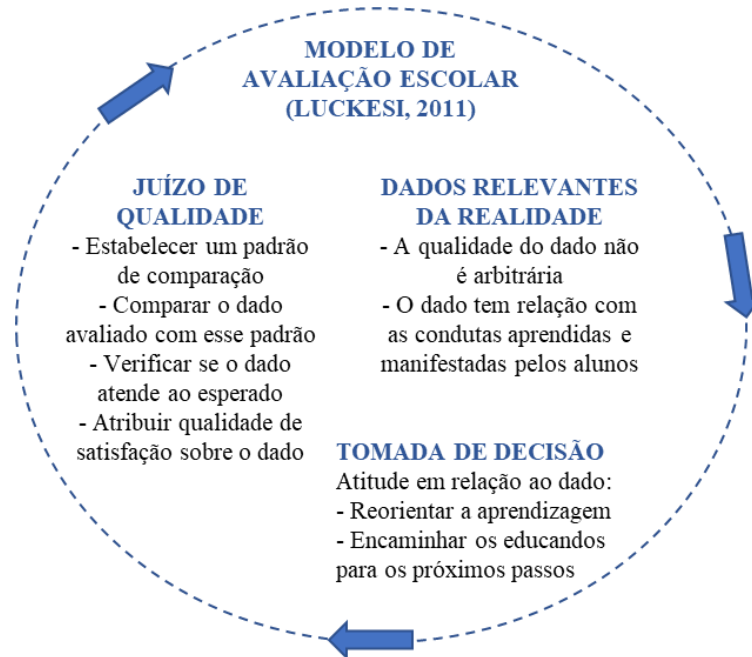 MODELO DE
AVALIAÇÃO ESCOLAR
(LUCKESI, 2011)
JUÍZO DE
QUALIDADE
- Estabelecer um padrão
de comparação
- Comparar o dado
avaliado com esse padrão
- Verificar se o dado
atende ao esperado
- Atribuir qualidade de
satisfação sobre o dado
DADOS RELEVANTES
DA REALIDADE
- A qualidade do dado não
é arbitrária
- O dado tem relação com
as condutas aprendidas e
manifestadas pelos alunos
TOMADA DE DECISÃO
Atitude em relação ao dado:
- Reorientar a aprendizagem
- Encaminhar os educandos
para os próximos passos